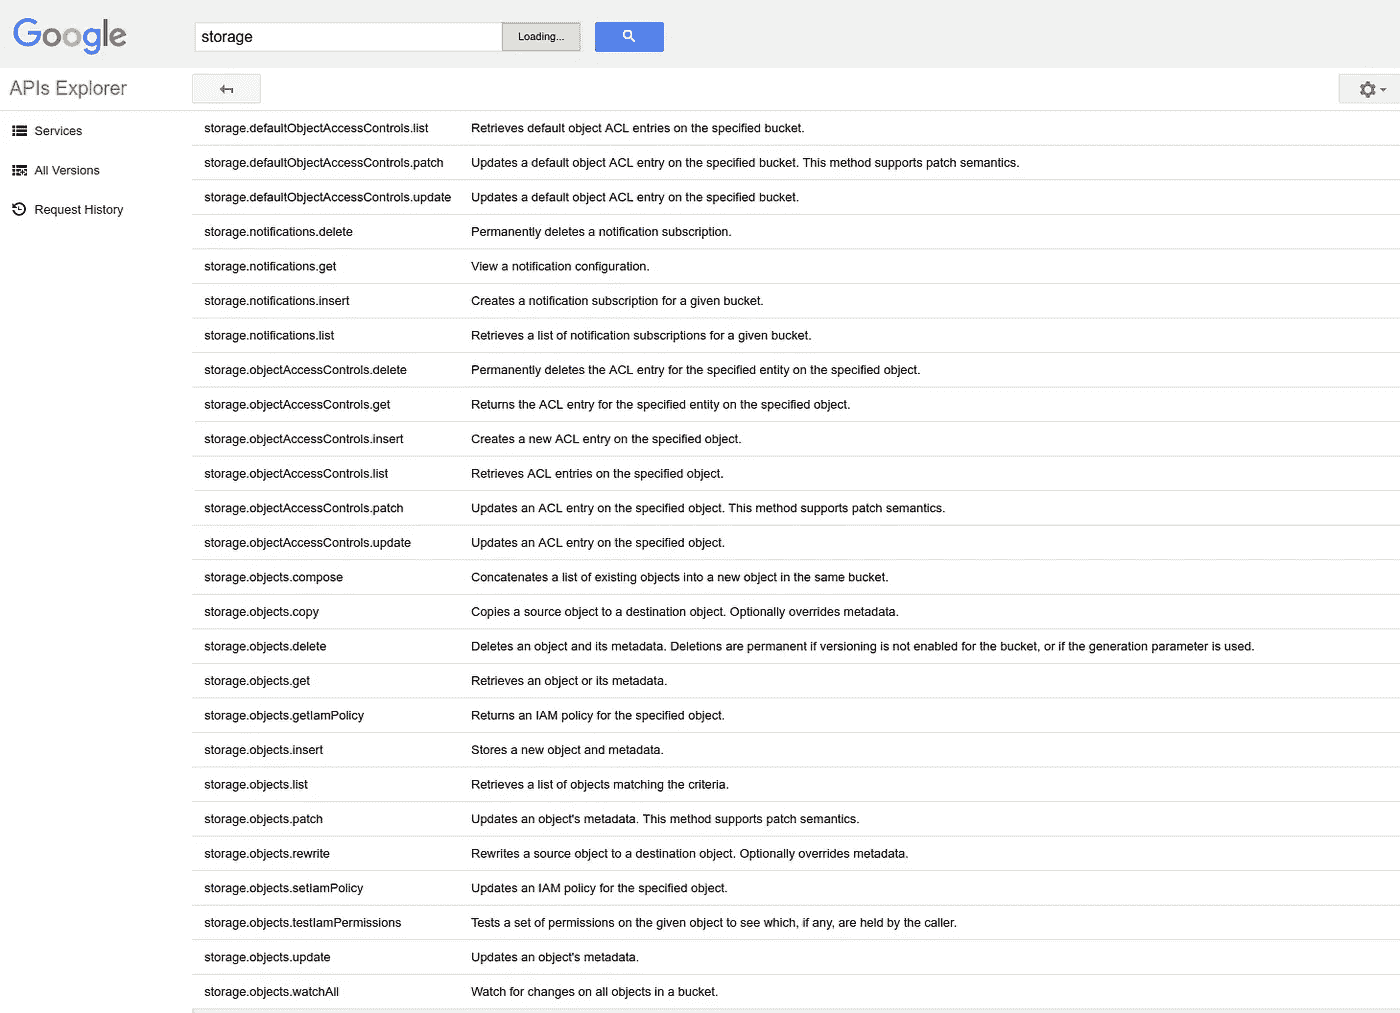 Google
storage
Loading...
APIs Explorer
Services
All Versions
Request History
storage.defaultObjectAccessControls.list Retrieves default object ACL entries on the specified bucket.
storage.defaultObjectAccessControls.patch Updates a default object ACL entry on the specified bucket. This method supports patch semantics.
storage.defaultObjectAccessControls.update Updates a default object ACL entry on the specified bucket.
storage.notifications.delete Permanently deletes a notification subscription.
storage.notifications.get View a notification configuration.
storage.notifications.insert Creates a notification subscription for a given bucket.
storage.notifications.list Retrieves a list of notification subscriptions for a given bucket.
storage.objectAccessControls.delete Permanently deletes the ACL entry for the specified entity on the specified object.
storage.objectAccessControls.get Returns the ACL entry for the specified entity on the specified object.
storage.objectAccessControls.insert Creates a new ACL entry on the specified object.
storage.objectAccessControls.list Retrieves ACL entries on the specified object.
storage.objectAccessControls.patch Updates an ACL entry on the specified object. This method supports patch semantics.
storage.objectAccessControls.update Updates an ACL entry on the specified object.
storage.objects.compose Concatenates a list of existing objects into a new object in the same bucket.
storage.objects.copy Copies a source object to a destination object. Optionally overrides metadata.
storage.objects.delete Deletes an object and its metadata. Deletions are permanent if versioning is not enabled for the bucket, or if the generation parameter is used.
storage.objects.get Retrieves an object or its metadata.
storage.objects.getIamPolicy Returns an IAM policy for the specified object.
storage.objects.insert Stores a new object and metadata.
storage.objects.list Retrieves a list of objects matching the criteria.
storage.objects.patch Updates an object's metadata. This method supports patch semantics.
storage.objects.rewrite Rewrites a source object to a destination object. Optionally overrides metadata.
storage.objects.setIamPolicy Updates an IAM policy for the specified object.
storage.objects.testIamPermissions Tests a set of permissions on the given object to see which, if any, are held by the caller.
storage.objects.update Updates an object's metadata.
storage.objects.watchAll Watch for changes on all objects in a bucket.